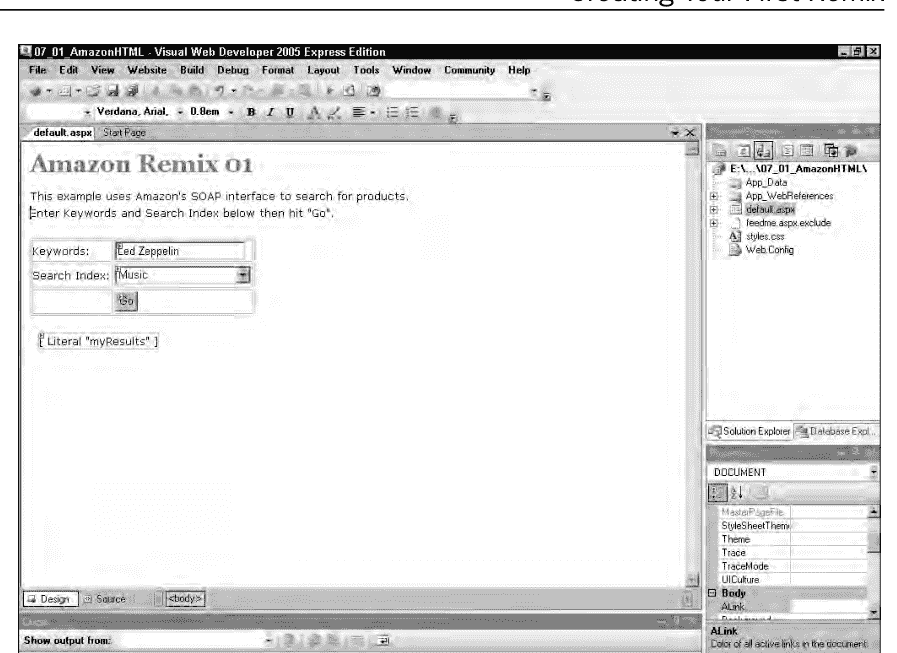 Creating Your First Remix
07_01_AmazonHTML - Visual Web Developer 2005 Express Edition
File Edit View Website Build Debug Format Layout Tools Window Community Help
Verdana, Arial, 0.8em B I U A
default.aspx Start Page
Amazon Remix 01
This example uses Amazon's SOAP interface to search for products.
Enter Keywords and Search Index below then hit "Go".
Keywords: Led Zeppelin
Search Index: Music
Go
[ Literal "myResults" ]
Design Source <body>
Show output from:
E:\...\07_01_AmazonHTML\
App_Data
App_WebReferences
default.aspx
feedme.aspx.exclude
styles.css
Web.Config
Solution Explorer Database Expl...
DOCUMENT
MasterPageFile
StyleSheetThem
Theme
Trace
TraceMode
UICulture
Body
ALink
Background
ALink
Color of all active links in the document.